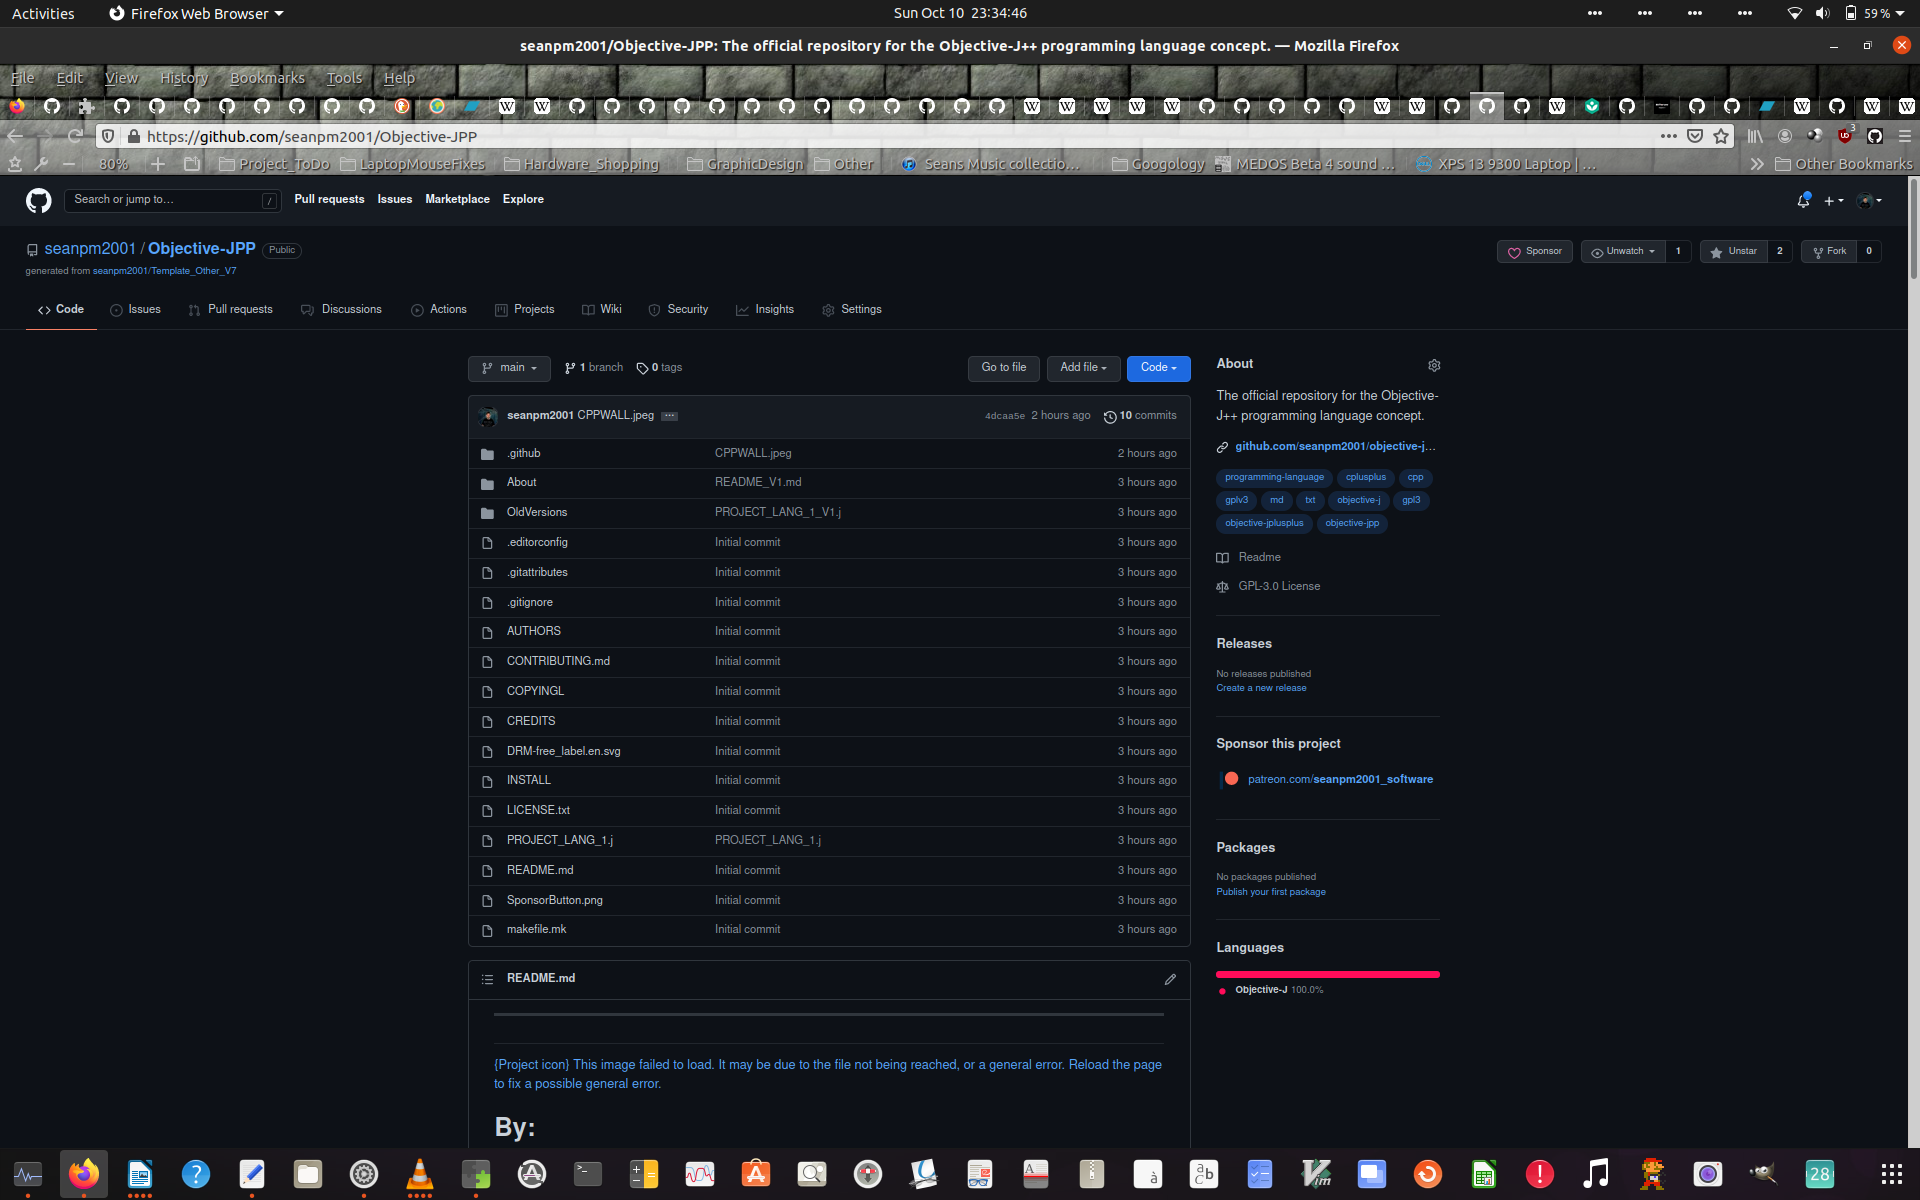 Activities
Firefox Web Browser
Sun Oct 10 23:34:46
59 %
seanpm2001/Objective-JPP: The official repository for the Objective-J++ programming language concept. — Mozilla Firefox
File Edit View History Bookmarks Tools Help
https://github.com/seanpm2001/Objective-JPP
3
80%
Project_ToDo
LaptopMouseFixes
Hardware_Shopping
GraphicDesign
Other
Seans Music collectio…
Googology
MEDOS Beta 4 sound …
XPS 13 9300 Laptop | …
Other Bookmarks
Search or jump to…
/
Pull requests Issues Marketplace Explore
seanpm2001 / Objective-JPP Public
generated from seanpm2001/Template_Other_V7
Sponsor
Unwatch 1
Unstar 2
Fork 0
Code
Issues
Pull requests
Discussions
Actions
Projects
Wiki
Security
Insights
Settings
main
1 branch
0 tags
Go to file
Add file
Code
seanpm2001 CPPWALL.jpeg ...
4dcaa5e 2 hours ago
10 commits
.github CPPWALL.jpeg 2 hours ago
About README_V1.md 3 hours ago
OldVersions PROJECT_LANG_1_V1.j 3 hours ago
.editorconfig Initial commit 3 hours ago
.gitattributes Initial commit 3 hours ago
.gitignore Initial commit 3 hours ago
AUTHORS Initial commit 3 hours ago
CONTRIBUTING.md Initial commit 3 hours ago
COPYINGL Initial commit 3 hours ago
CREDITS Initial commit 3 hours ago
DRM-free_label.en.svg Initial commit 3 hours ago
INSTALL Initial commit 3 hours ago
LICENSE.txt Initial commit 3 hours ago
PROJECT_LANG_1.j PROJECT_LANG_1.j 3 hours ago
README.md Initial commit 3 hours ago
SponsorButton.png Initial commit 3 hours ago
makefile.mk Initial commit 3 hours ago
README.md
{Project icon} This image failed to load. It may be due to the file not being reached, or a general error. Reload the page
to fix a possible general error.
By:
About
The official repository for the Objective-
J++ programming language concept.
github.com/seanpm2001/objective-j…
programming-language cplusplus cpp
gplv3 md txt objective-j gpl3
objective-jplusplus objective-jpp
Readme
GPL-3.0 License
Releases
No releases published
Create a new release
Sponsor this project
patreon.com/seanpm2001_software
Packages
No packages published
Publish your first package
Languages
Objective-J 100.0%
28